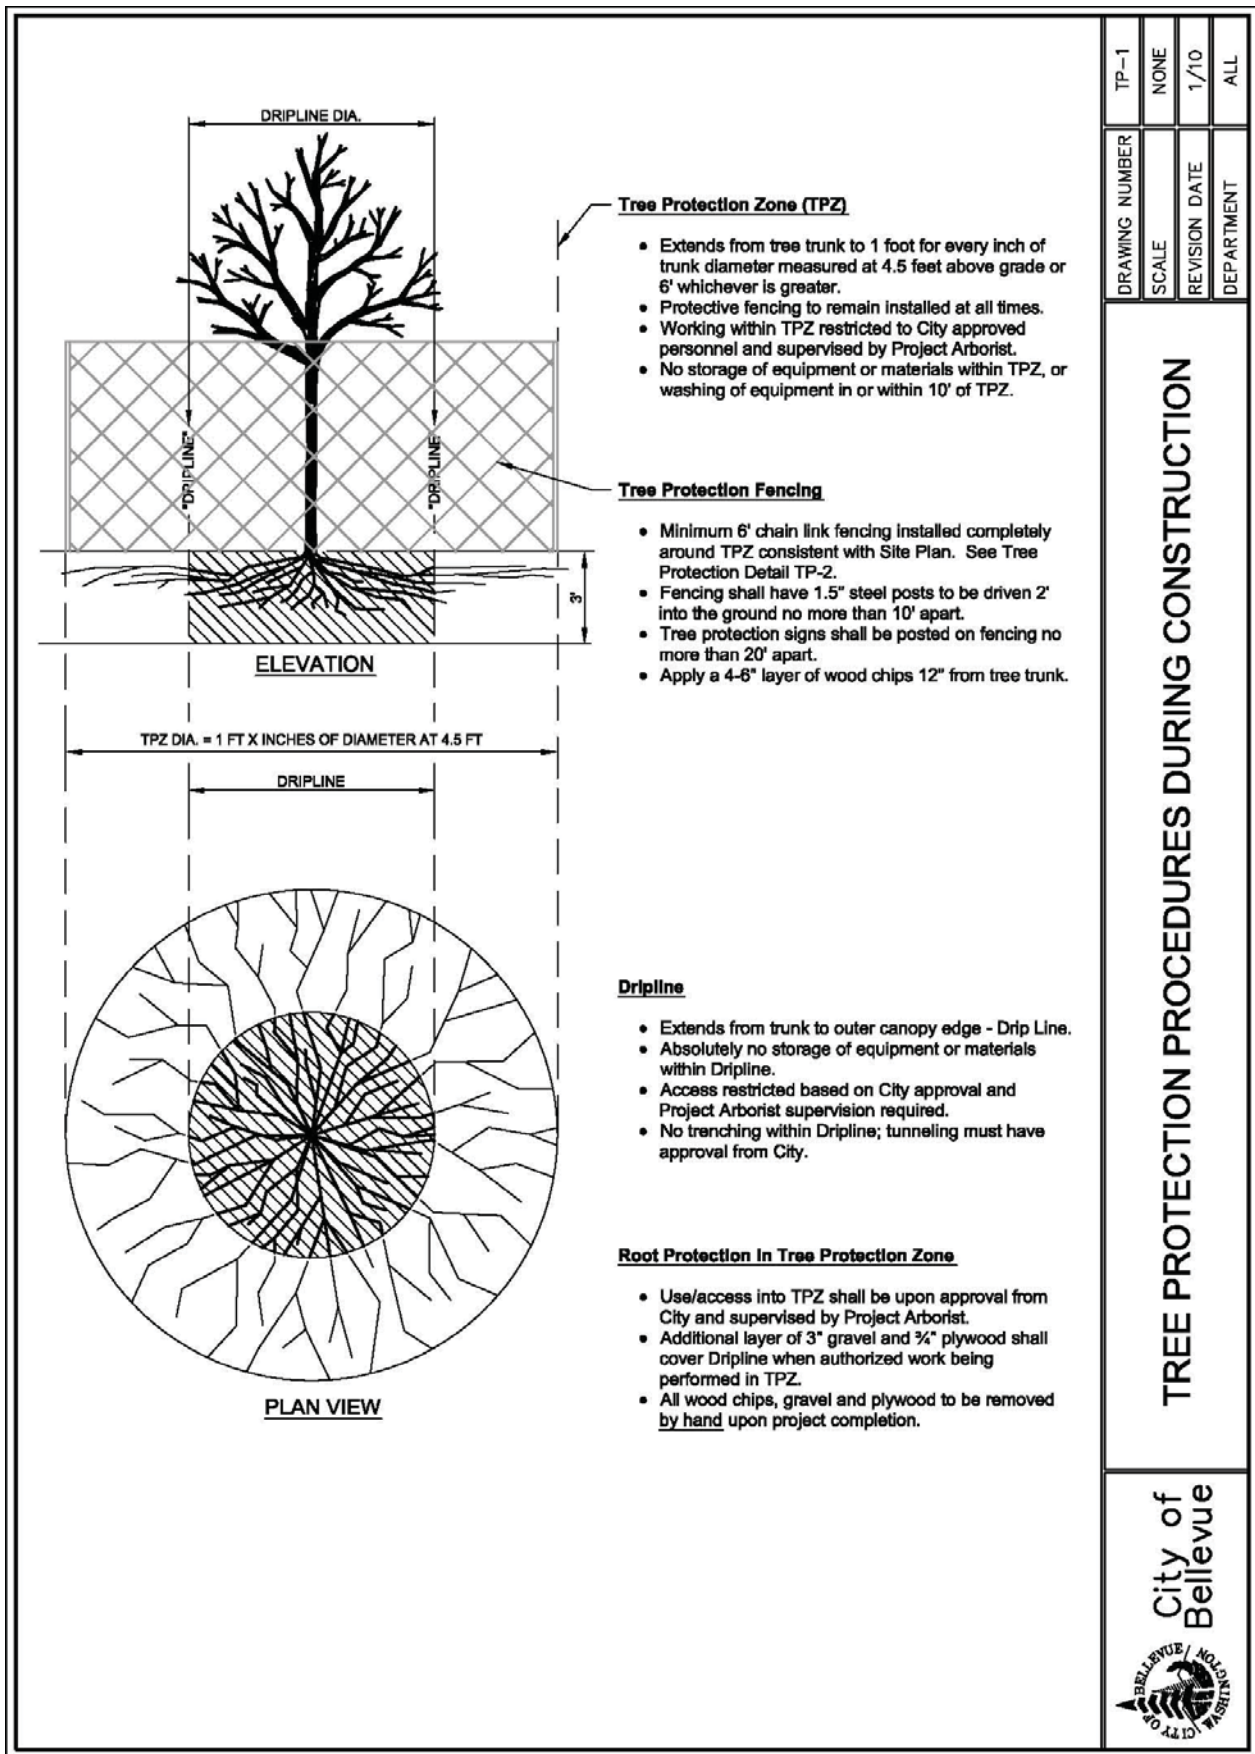 DRIPLINE DIA.
"DRIPLINE"
"DRIPLINE
3'
ELEVATION
TPZ DIA. = 1 FT X INCHES OF DIAMETER AT 4.5 FT
DRIPLINE
PLAN VIEW
Tree Protection Zone (TPZ)
• Extends from tree trunk to 1 foot for every inch of
trunk diameter measured at 4.5 feet above grade or
6' whichever is greater.
• Protective fencing to remain installed at all times.
• Working within TPZ restricted to City approved
personnel and supervised by Project Arborist.
• No storage of equipment or materials within TPZ, or
washing of equipment in or within 10' of TPZ.
Tree Protection Fencing
• Minimum 6' chain link fencing installed completely
around TPZ consistent with Site Plan. See Tree
Protection Detail TP-2.
• Fencing shall have 1.5" steel posts to be driven 2'
into the ground no more than 10' apart.
• Tree protection signs shall be posted on fencing no
more than 20' apart.
• Apply a 4-6" layer of wood chips 12" from tree trunk.
Dripline
• Extends from trunk to outer canopy edge - Drip Line.
• Absolutely no storage of equipment or materials
within Dripline.
• Access restricted based on City approval and
Project Arborist supervision required.
• No trenching within Dripline; tunneling must have
approval from City.
Root Protection In Tree Protection Zone
• Use/access into TPZ shall be upon approval from
City and supervised by Project Arborist.
• Additional layer of 3" gravel and ¾" plywood shall
cover Dripline when authorized work being
performed in TPZ.
• All wood chips, gravel and plywood to be removed
by hand upon project completion.
DRAWING NUMBER TP-1
SCALE NONE
REVISION DATE 1/10
DEPARTMENT ALL
TREE PROTECTION PROCEDURES DURING CONSTRUCTION
City of
Bellevue
CITY OF BELLEVUE
WASHINGTON